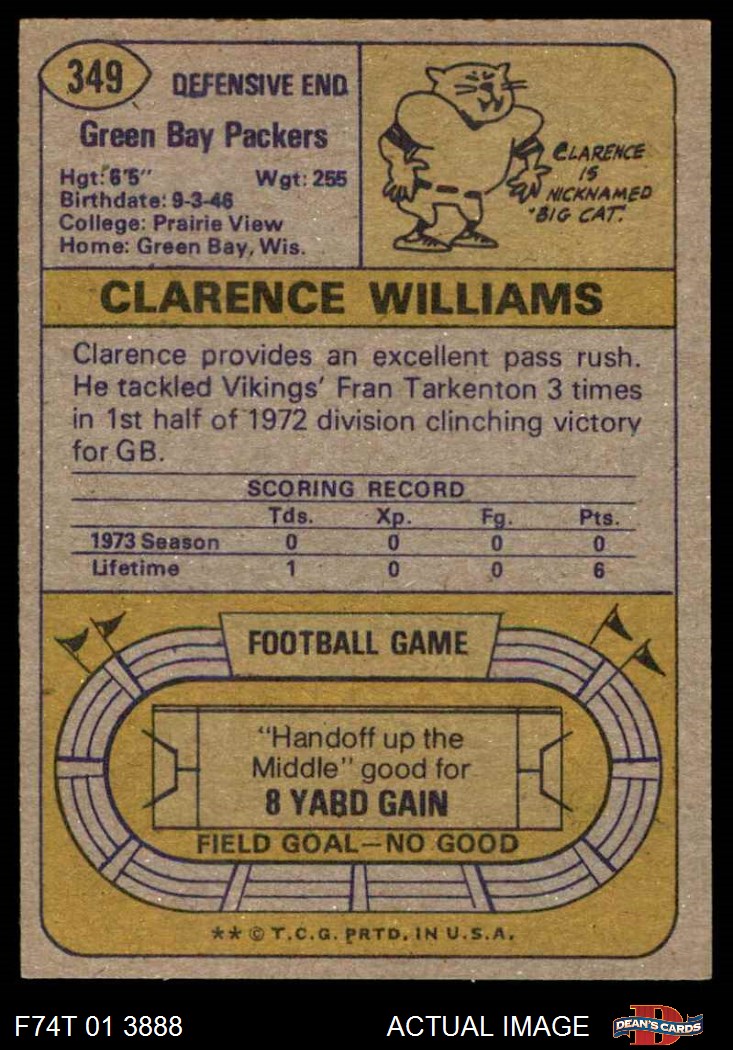 349
DEFENSIVE END
Green Bay Packers
Hgt: 6'5" Wgt: 255
Birthdate: 9-3-46
College: Prairie View
Home: Green Bay, Wis.
CLARENCE
IS
NICKNAMED
"BIG CAT."
CLARENCE WILLIAMS
Clarence provides an excellent pass rush.
He tackled Vikings' Fran Tarkenton 3 times
in 1st half of 1972 division clinching victory
for GB.
SCORING RECORD
Tds. Xp. Fg. Pts.
1973 Season 0 0 0 0
Lifetime 1 0 0 6
FOOTBALL GAME
"Handoff up the
Middle" good for
8 YARD GAIN
FIELD GOAL—NO GOOD
** © T.C.G. PRTD. IN U.S.A.
F74T 01 3888 ACTUAL IMAGE
D
DEAN'S CARDS